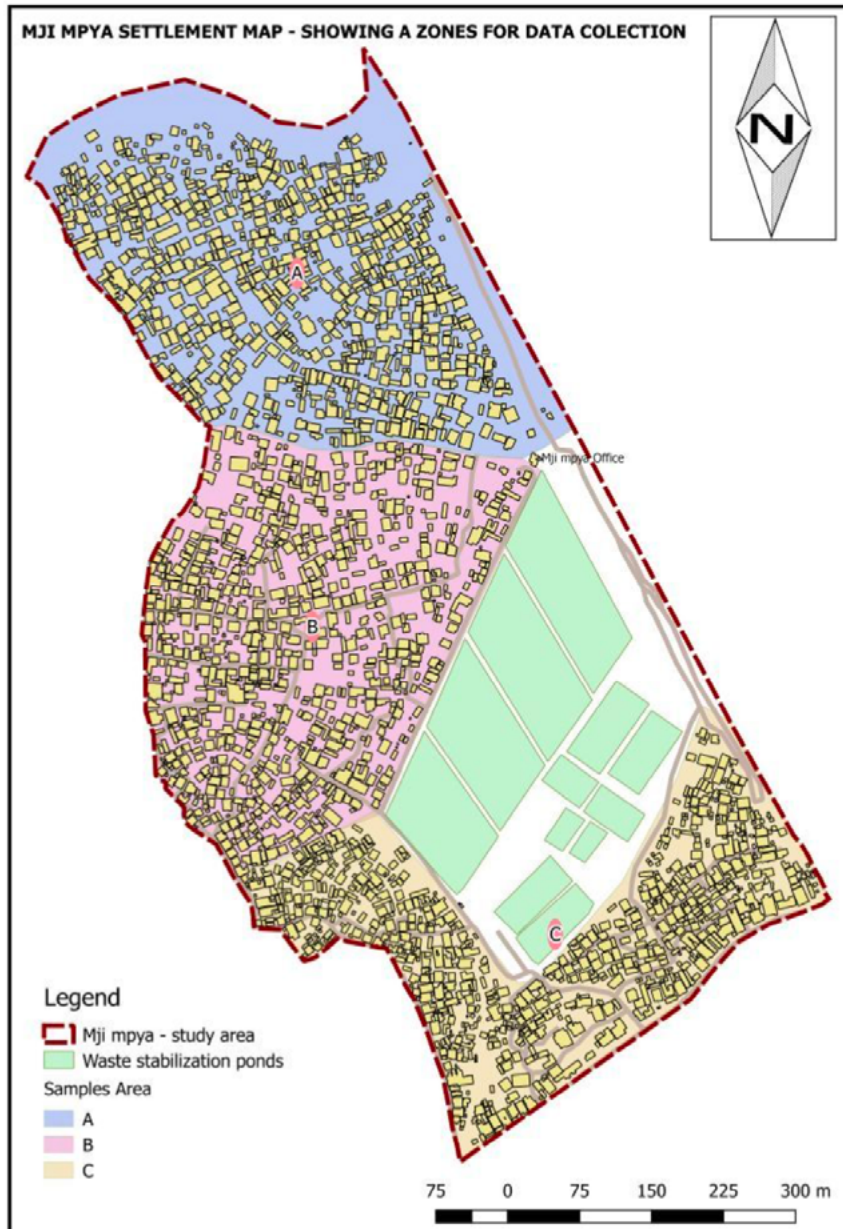 MJI MPYA SETTLEMENT MAP - SHOWING A ZONES FOR DATA COLECTION
N
A
Mji mpya Office
B
C
Legend
Mji mpya - study area
Waste stabilization ponds
Samples Area
A
B
C
75 0 75 150 225 300 m